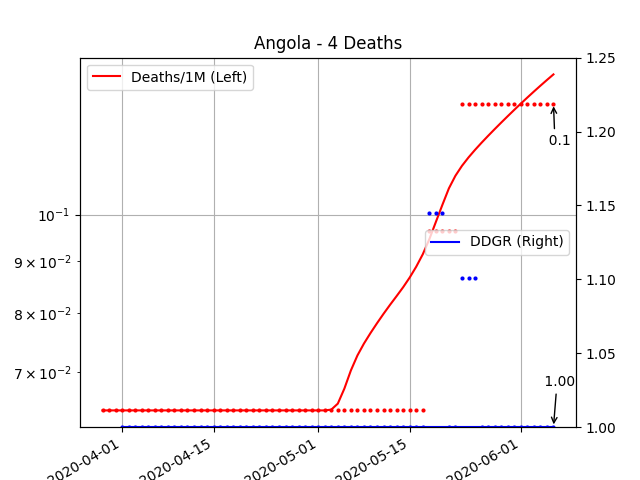 Angola - 4 Deaths
Deaths/1M (Left)
DDGR (Right)
0.1
1.00
10⁻¹
9 × 10⁻²
8 × 10⁻²
7 × 10⁻²
1.25
1.20
1.15
1.10
1.05
1.00
2020-04-01
2020-04-15
2020-05-01
2020-05-15
2020-06-01